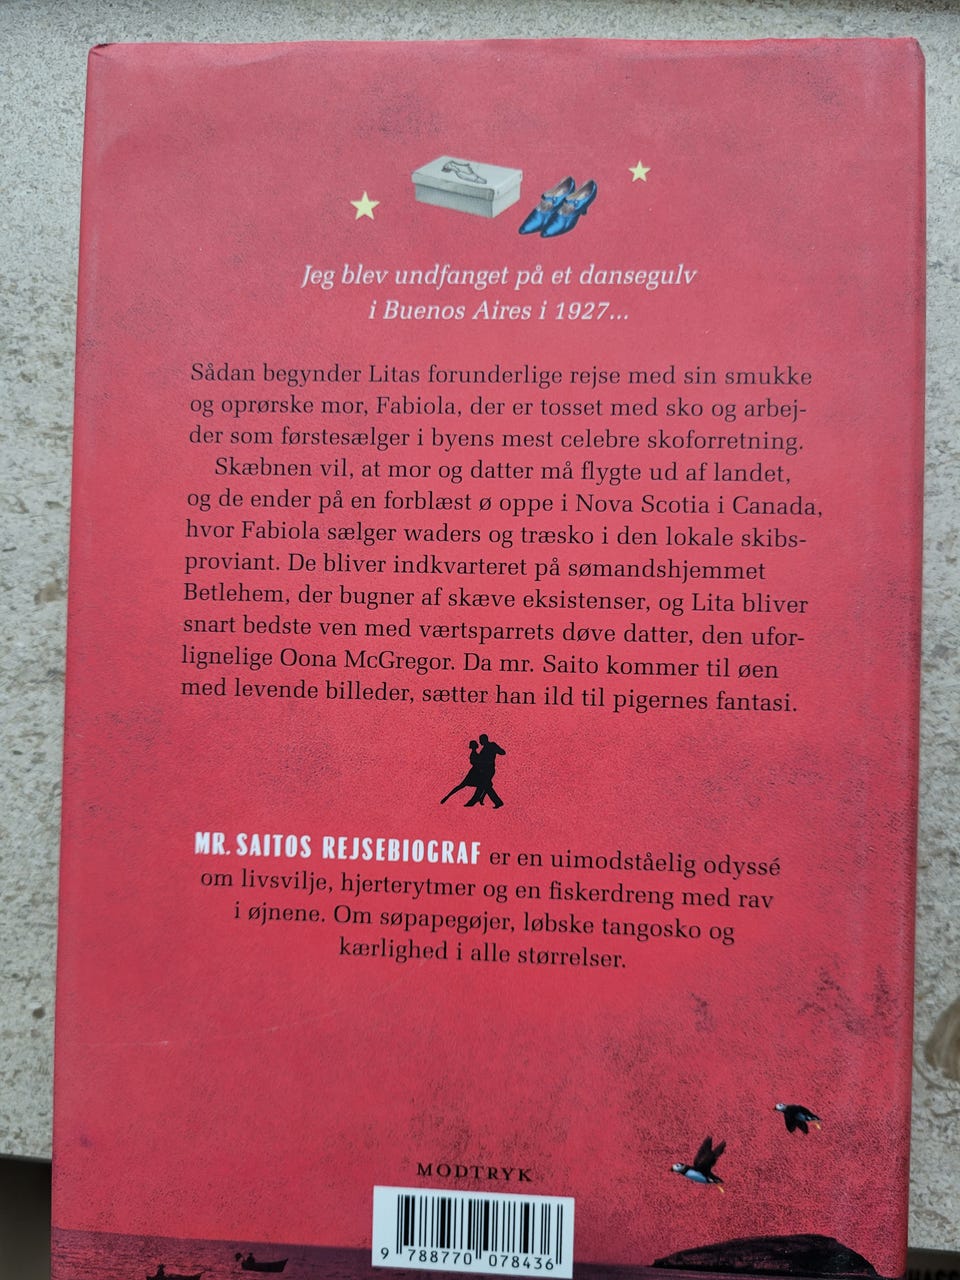 Jeg blev undfanget på et dansegulv
i Buenos Aires i 1927...
Sådan begynder Litas forunderlige rejse med sin smukke
og oprørske mor, Fabiola, der er tosset med sko og arbej-
der som førstesælger i byens mest celebre skoforretning.
Skæbnen vil, at mor og datter må flygte ud af landet,
og de ender på en forblæst ø oppe i Nova Scotia i Canada,
hvor Fabiola sælger waders og træsko i den lokale skibs-
proviant. De bliver indkvarteret på sømandshjemmet
Betlehem, der bugner af skæve eksistenser, og Lita bliver
snart bedste ven med værtsparrets døve datter, den ufor-
lignelige Oona McGregor. Da mr. Saito kommer til øen
med levende billeder, sætter han ild til pigernes fantasi.
MR. SAITOS REJSEBIOGRAF er en uimodståelig odyssé
om livsvilje, hjerterytmer og en fiskerdreng med rav
i øjnene. Om søpapegøjer, løbske tangosko og
kærlighed i alle størrelser.
MODTRYK
9 788770 078436